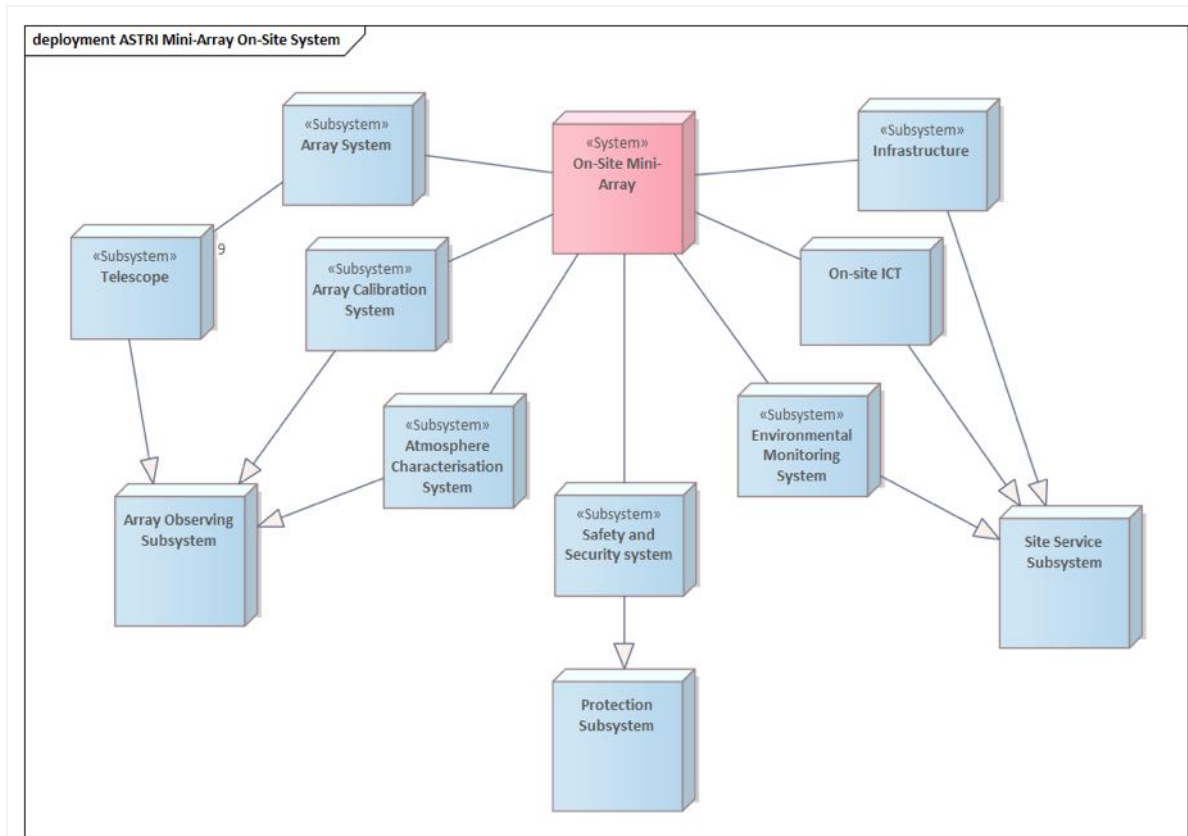 deployment ASTRI Mini-Array On-Site System
«Subsystem»
Array System
«System»
On-Site Mini-
Array
«Subsystem»
Infrastructure
«Subsystem»
Telescope
9
«Subsystem»
Array Calibration
System
On-site ICT
«Subsystem»
Atmosphere
Characterisation
System
«Subsystem»
Environmental
Monitoring
System
Array Observing
Subsystem
«Subsystem»
Safety and
Security system
Site Service
Subsystem
Protection
Subsystem